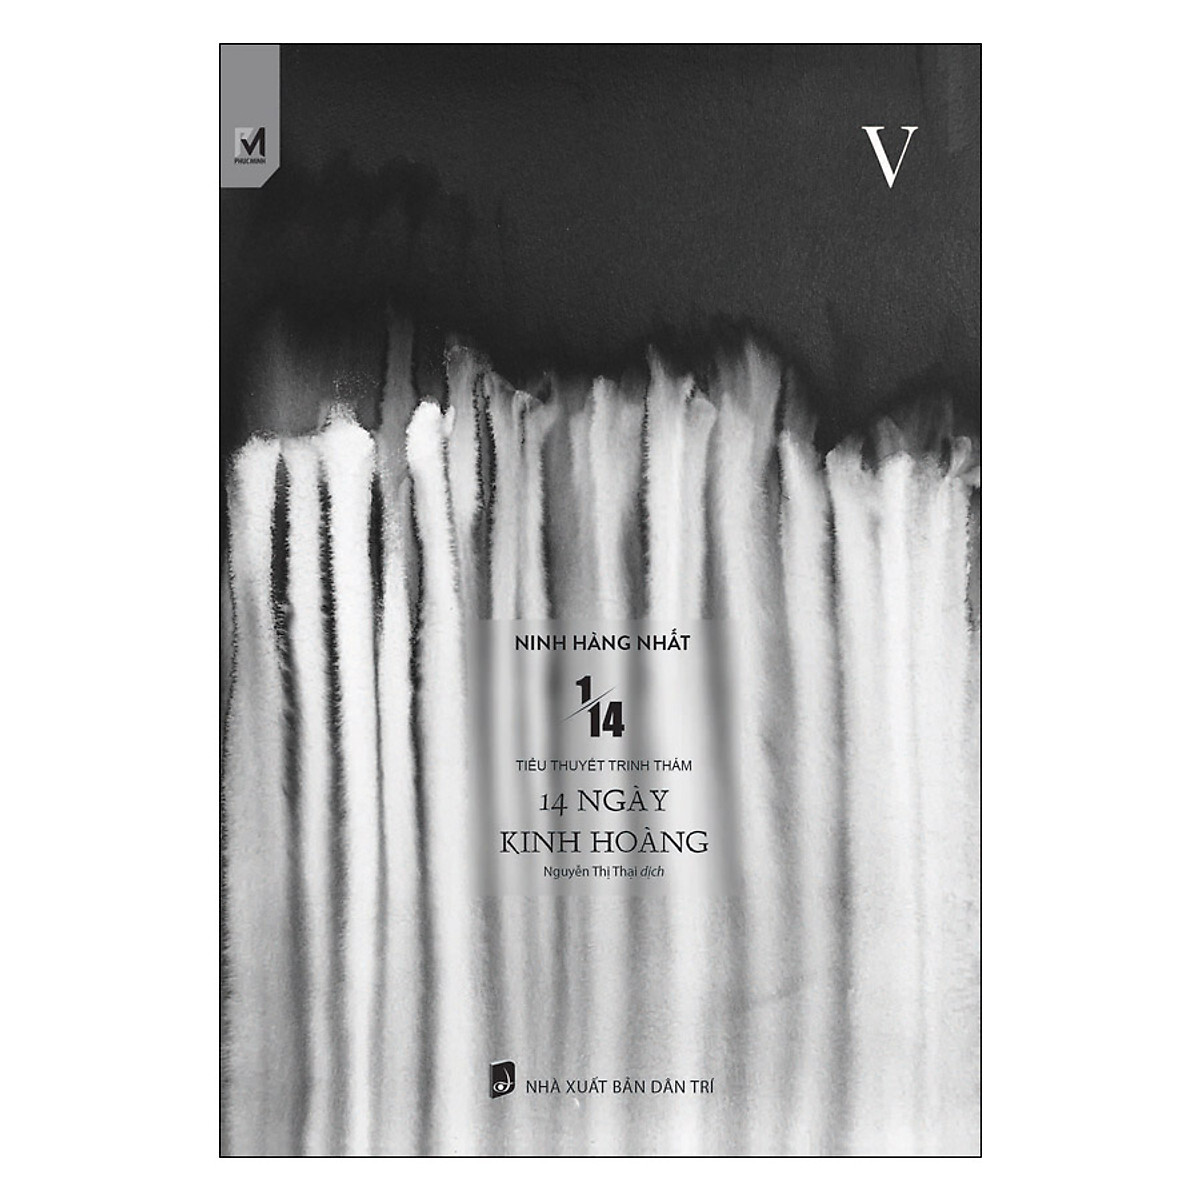 PHUCMINH
V
NINH HÀNG NHẤT
1/14
TIỂU THUYẾT TRINH THÁM
14 NGÀY
KINH HOÀNG
Nguyễn Thị Thại dịch
NHÀ XUẤT BẢN DÂN TRÍ